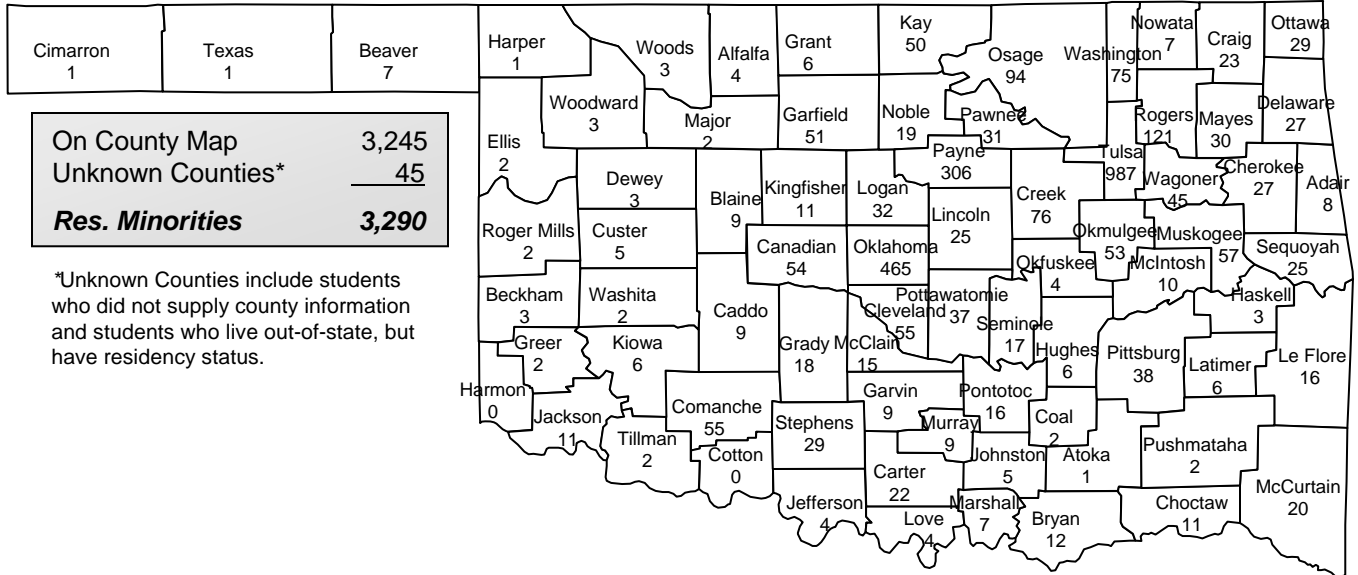 Cimarron
1
Texas
1
Beaver
7
Harper
1
Woods
3
Alfalfa
4
Grant
6
Kay
50
Osage
94
Washington
75
Nowata
7
Craig
23
Ottawa
29
Woodward
3
Major
2
Garfield
51
Noble
19
Pawnee
31
Rogers
121
Mayes
30
Delaware
27
Ellis
2
Dewey
3
Blaine
9
Kingfisher
11
Logan
32
Payne
306
Lincoln
25
Creek
76
Tulsa
987
Wagoner
45
Cherokee
27
Adair
8
Roger Mills
2
Custer
5
Canadian
54
Oklahoma
465
Okmulgee
53
Muskogee
57
Sequoyah
25
Okfuskee
4
McIntosh
10
Haskell
3
Beckham
3
Washita
2
Caddo
9
Grady
18
McClain
15
Cleveland
55
Pottawatomie
37
Seminole
17
Hughes
6
Pittsburg
38
Latimer
6
Le Flore
16
Greer
2
Kiowa
6
Harmon
0
Jackson
11
Comanche
55
Tillman
2
Cotton
0
Stephens
29
Garvin
9
Murray
9
Pontotoc
16
Coal
2
Johnston
5
Atoka
1
Pushmataha
2
McCurtain
20
Jefferson
4
Carter
22
Love
4
Marshall
7
Bryan
12
Choctaw
11
On County Map 3,245
Unknown Counties* 45
Res. Minorities 3,290
*Unknown Counties include students
who did not supply county information
and students who live out-of-state, but
have residency status.